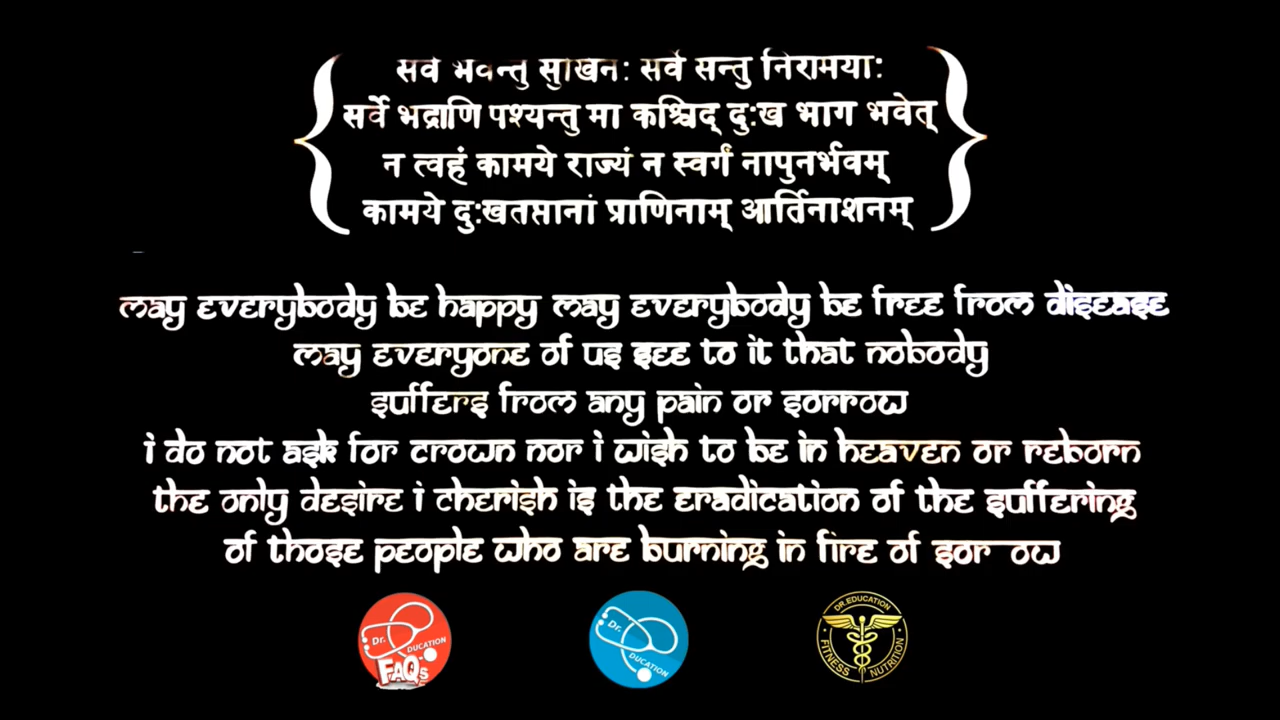 सर्वे भवन्तु सुखिन: सर्वे सन्तु निरामया:
सर्वे भद्राणि पश्यन्तु मा कश्चिद् दु:ख भाग भवेत्
न त्वहं कामये राज्यं न स्वर्गं नापुनर्भवम्
कामये दु:खतप्तानां प्राणिनाम् आर्तिनाशनम्
may everybody be happy may everybody be free from disease
may everyone of us see to it that nobody
suffers from any pain or sorrow
i do not ask for crown nor i wish to be in heaven or reborn
the only desire i cherish is the eradication of the suffering
of those people who are burning in fire of sor ow
Dr. DUCATION FAQs
Dr. DUCATION
DR.EDUCATION FITNESS NUTRITION